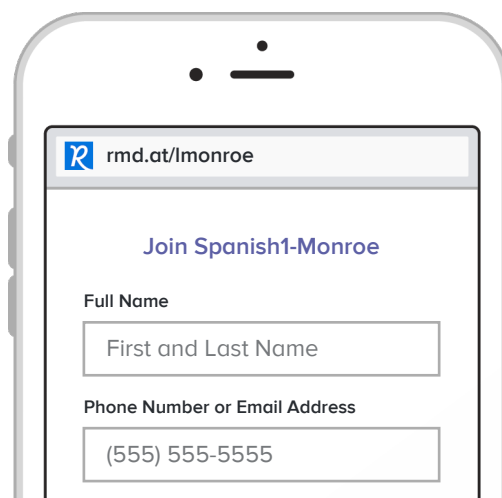 rmd.at/lmonroe
Join Spanish1-Monroe
Full Name
First and Last Name
Phone Number or Email Address
(555) 555-5555